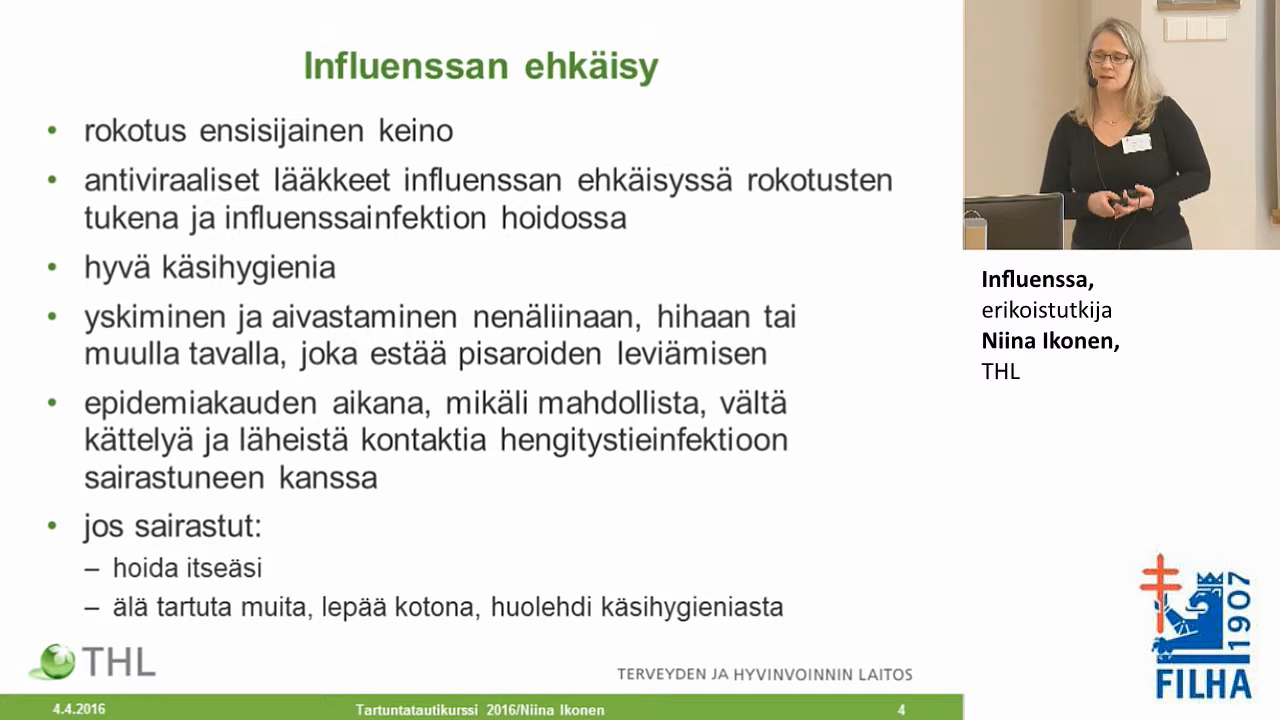 Influenssan ehkäisy
• rokotus ensisijainen keino
• antiviraaliset lääkkeet influenssan ehkäisyssä rokotusten
tukena ja influenssainfektion hoidossa
• hyvä käsihygienia
• yskiminen ja aivastaminen nenäliinaan, hihaan tai
muulla tavalla, joka estää pisaroiden leviämisen
• epidemiakauden aikana, mikäli mahdollista, vältä
kättelyä ja läheistä kontaktia hengitystieinfektioon
sairastuneen kanssa
• jos sairastut:
– hoida itseäsi
– älä tartuta muita, lepää kotona, huolehdi käsihygieniasta
THL
TERVEYDEN JA HYVINVOINNIN LAITOS
4.4.2016
Tartuntatautikurssi 2016/Niina Ikonen
4
Influenssa,
erikoistutkija
Niina Ikonen,
THL
1907
FILHA